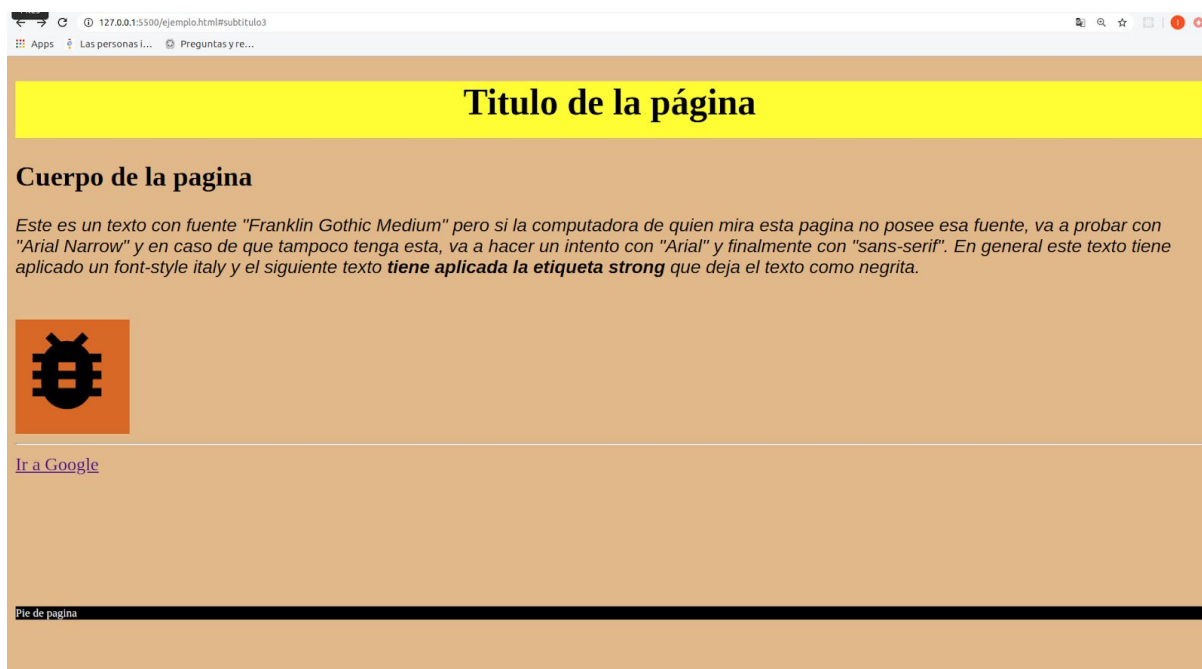 127.0.0.1:5500/ejemplo.html#subtitulo3
Apps Las personas i... Preguntas y re...
Titulo de la página
Cuerpo de la pagina
Este es un texto con fuente "Franklin Gothic Medium" pero si la computadora de quien mira esta pagina no posee esa fuente, va a probar con
"Arial Narrow" y en caso de que tampoco tenga esta, va a hacer un intento con "Arial" y finalmente con "sans-serif". En general este texto tiene
aplicado un font-style italy y el siguiente texto tiene aplicada la etiqueta strong que deja el texto como negrita.
Ir a Google
Pie de pagina